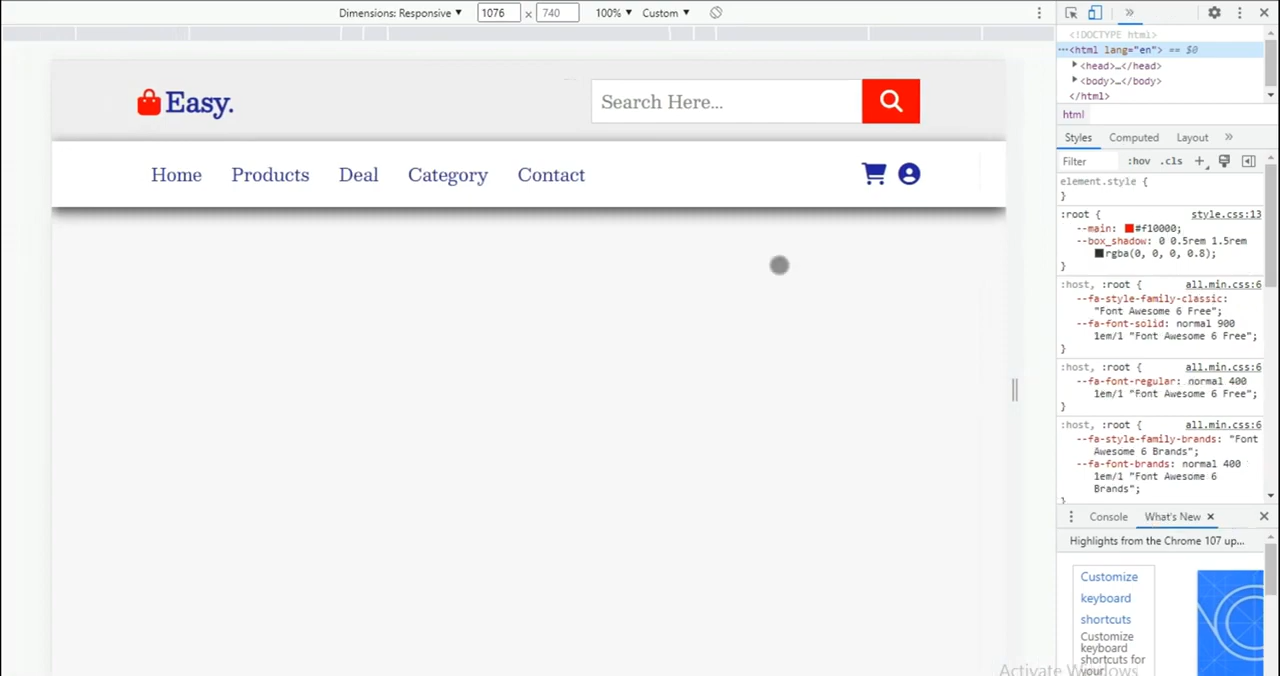 Dimensions: Responsive ▼ 1076 × 740 100% ▼ Custom ▼
Easy.
Search Here...
Home Products Deal Category Contact
<!DOCTYPE html>
···<html lang="en"> == $0
<head>…</head>
<body>…</body>
</html>
html
Styles Computed Layout »
Filter :hov .cls +
element.style {
}
:root { style.css:13
--main: #f10000;
--box_shadow: 0 0.5rem 1.5rem
rgba(0, 0, 0, 0.8);
}
:host, :root { all.min.css:6
--fa-style-family-classic:
"Font Awesome 6 Free";
--fa-font-solid: normal 900
1em/1 "Font Awesome 6 Free";
}
:host, :root { all.min.css:6
--fa-font-regular: normal 400
1em/1 "Font Awesome 6 Free";
}
:host, :root { all.min.css:6
--fa-style-family-brands: "Font
Awesome 6 Brands";
--fa-font-brands: normal 400
1em/1 "Font Awesome 6
Brands";
}
Console What's New ×
Highlights from the Chrome 107 up...
Customize
keyboard
shortcuts
Customize
keyboard
shortcuts for
your
Activate Windows